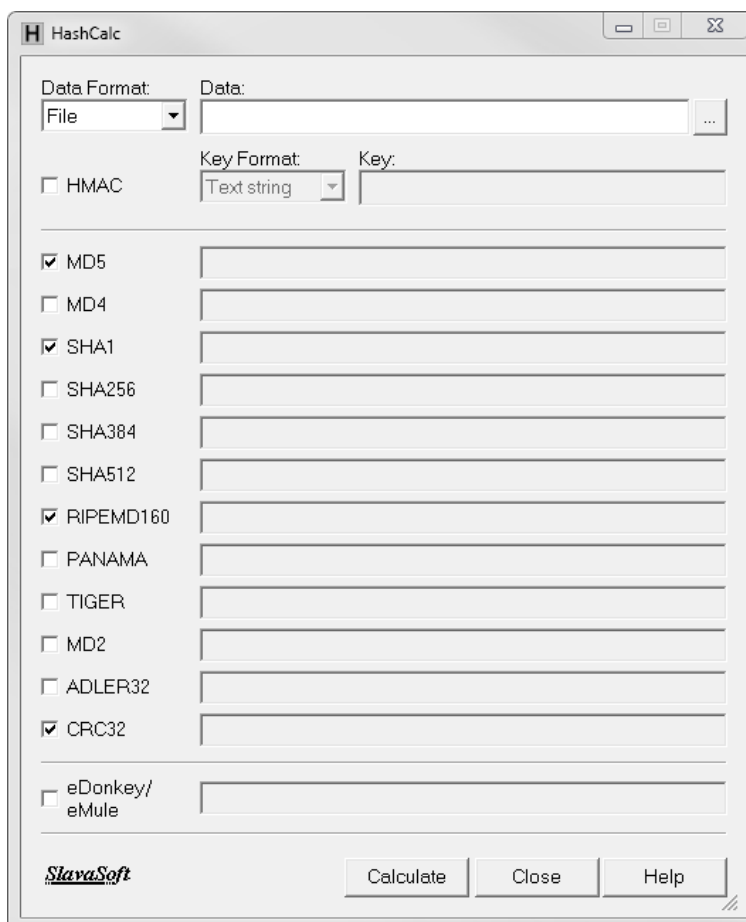 HashCalc
Data Format: Data:
File ...
Key Format: Key:
HMAC Text string
MD5
MD4
SHA1
SHA256
SHA384
SHA512
RIPEMD160
PANAMA
TIGER
MD2
ADLER32
CRC32
eDonkey/
eMule
SlavaSoft Calculate Close Help